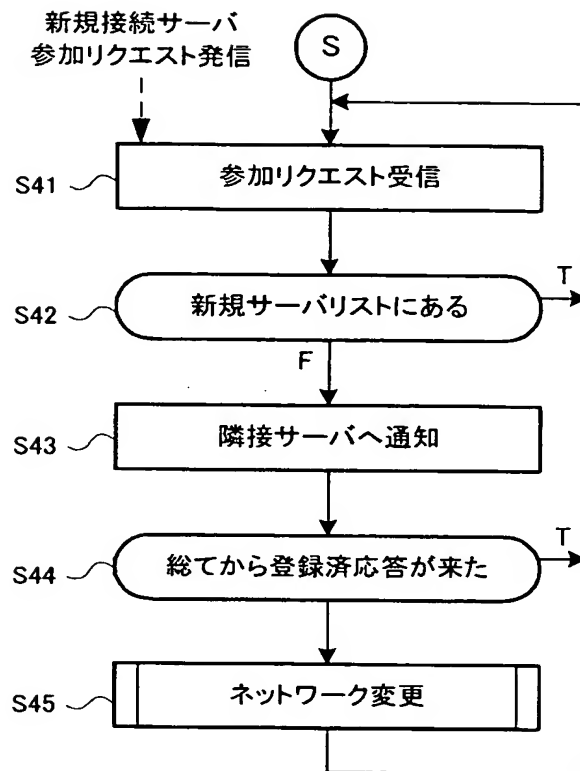 新規接続サーバ
参加リクエスト発信
S
S41
参加リクエスト受信
S42
新規サーバリストにある
T
F
S43
隣接サーバへ通知
S44
総てから登録済応答が来た
T
S45
ネットワーク変更